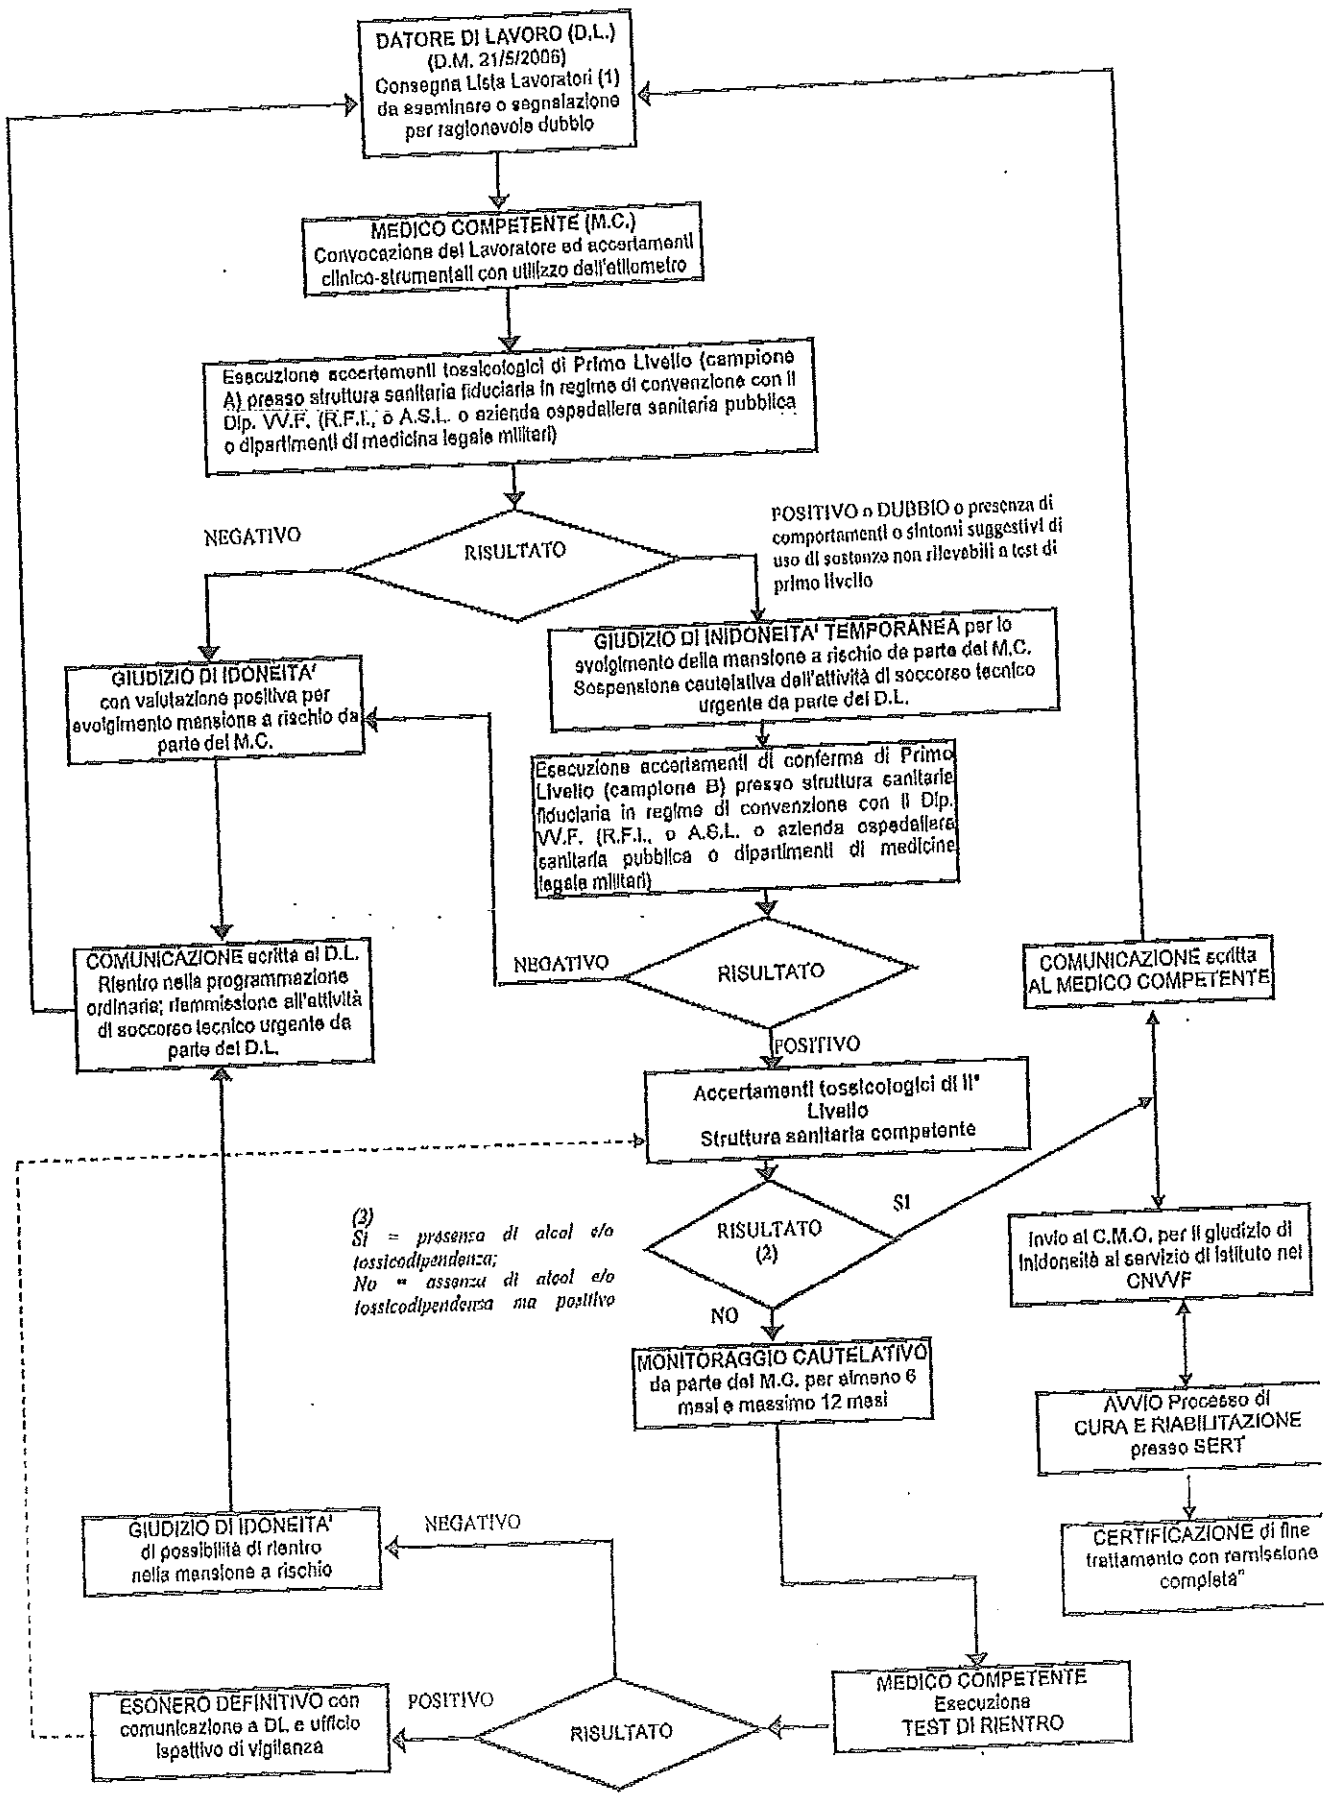 DATORE DI LAVORO (D.L.)
(D.M. 21/5/2006)
Consegna Lista Lavoratori (1)
da esaminare o segnalazione
per ragionevole dubbio
MEDICO COMPETENTE (M.C.)
Convocazione del Lavoratore ed accertamenti
clinico-strumentali con utilizzo dell'etilometro
Esecuzione accertamenti tossicologici di Primo Livello (campione
A) presso struttura sanitaria fiduciaria in regime di convenzione con il
Dip. VV.F. (R.F.I., o A.S.L. o azienda ospedaliera sanitaria pubblica
o dipartimenti di medicina legale militari)
NEGATIVO
RISULTATO
POSITIVO o DUBBIO o presenza di
comportamenti o sintomi suggestivi di
uso di sostanze non rilevabili a test di
primo livello
GIUDIZIO DI IDONEITA'
con valutazione positiva per
svolgimento mansione a rischio da
parte del M.C.
GIUDIZIO DI INIDONEITA' TEMPORANEA per lo
svolgimento della mansione a rischio da parte del M.C.
Sospensione cautelativa dell'attività di soccorso tecnico
urgente da parte del D.L.
Esecuzione accertamenti di conferma di Primo
Livello (campione B) presso struttura sanitaria
fiduciaria in regime di convenzione con il Dip.
VV.F. (R.F.I., o A.S.L. o azienda ospedaliera
sanitaria pubblica o dipartimenti di medicina
legale militari)
NEGATIVO
RISULTATO
COMUNICAZIONE scritta al D.L.
Rientro nella programmazione
ordinaria; riammissione all'attività
di soccorso tecnico urgente da
parte del D.L.
COMUNICAZIONE scritta
AL MEDICO COMPETENTE
POSITIVO
Accertamenti tossicologici di II°
Livello
Struttura sanitaria competente
SI
RISULTATO
(2)
(2)
Si = presenza di alcol e/o
tossicodipendenza;
No = assenza di alcol e/o
tossicodipendenza ma positivo
Invio al C.M.O. per il giudizio di
inidoneità al servizio di istituto nel
CNVVF
NO
MONITORAGGIO CAUTELATIVO
da parte del M.C. per almeno 6
mesi e massimo 12 mesi
AVVIO Processo di
CURA E RIABILITAZIONE
presso SERT
GIUDIZIO DI IDONEITA'
di possibilità di rientro
nella mansione a rischio
NEGATIVO
CERTIFICAZIONE di fine
trattamento con remissione
completa"
MEDICO COMPETENTE
Esecuzione
TEST DI RIENTRO
ESONERO DEFINITIVO con
comunicazione a DL e ufficio
ispettivo di vigilanza
POSITIVO
RISULTATO